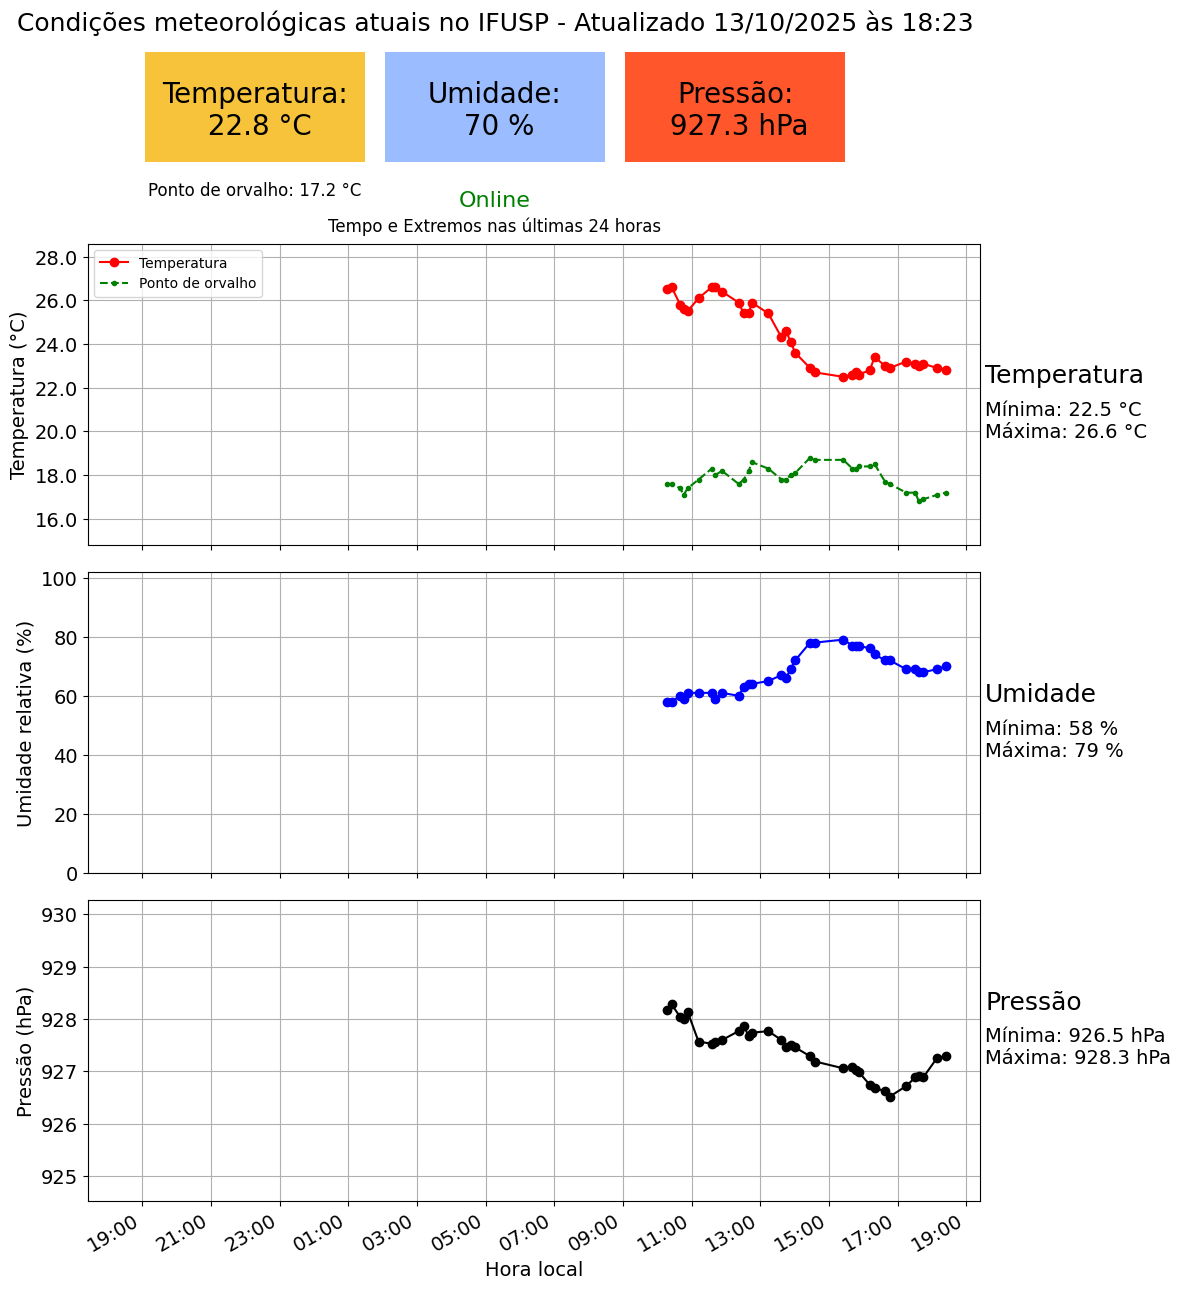 Condições meteorológicas atuais no IFUSP - Atualizado 13/10/2025 às 18:23
Temperatura:
22.8 °C
Umidade:
70 %
Pressão:
927.3 hPa
Ponto de orvalho: 17.2 °C
Online
Tempo e Extremos nas últimas 24 horas
Temperatura
Ponto de orvalho
Temperatura (°C)
28.0
26.0
24.0
22.0
20.0
18.0
16.0
Temperatura
Mínima: 22.5 °C
Máxima: 26.6 °C
Umidade relativa (%)
100
80
60
40
20
0
Umidade
Mínima: 58 %
Máxima: 79 %
Pressão (hPa)
930
929
928
927
926
925
Pressão
Mínima: 926.5 hPa
Máxima: 928.3 hPa
19:00
21:00
23:00
01:00
03:00
05:00
07:00
09:00
11:00
13:00
15:00
17:00
19:00
Hora local